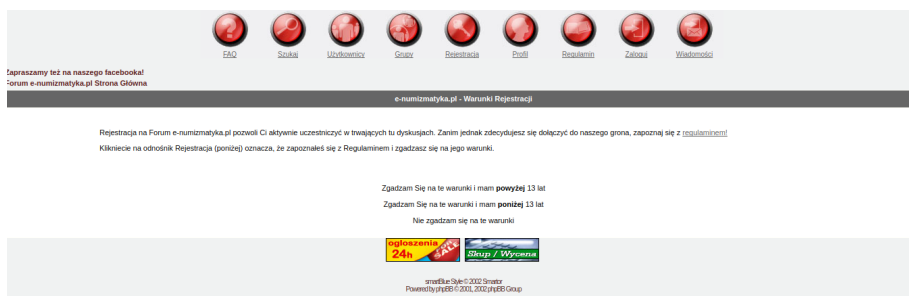 FAQ Szukaj Użytkownicy Grupy Rejestracja Profil Regulamin Zaloguj Wiadomości
Zapraszamy też na naszego facebooka!
Forum e-numizmatyka.pl Strona Główna
e-numizmatyka.pl - Warunki Rejestracji
Rejestracja na Forum e-numizmatyka.pl pozwoli Ci aktywnie uczestniczyć w trwających tu dyskusjach. Zanim jednak zdecydujesz się dołączyć do naszego grona, zapoznaj się z regulaminem!
Klikniecie na odnośnik Rejestracja (poniżej) oznacza, że zapoznałeś się z Regulaminem i zgadzasz się na jego warunki.
Zgadzam Się na te warunki i mam powyżej 13 lat
Zgadzam Się na te warunki i mam poniżej 13 lat
Nie zgadzam się na te warunki
ogloszenia 24h SALE Skup / Wycena
smartBlue Style © 2002 Smartor
Powered by phpBB © 2001, 2002 phpBB Group